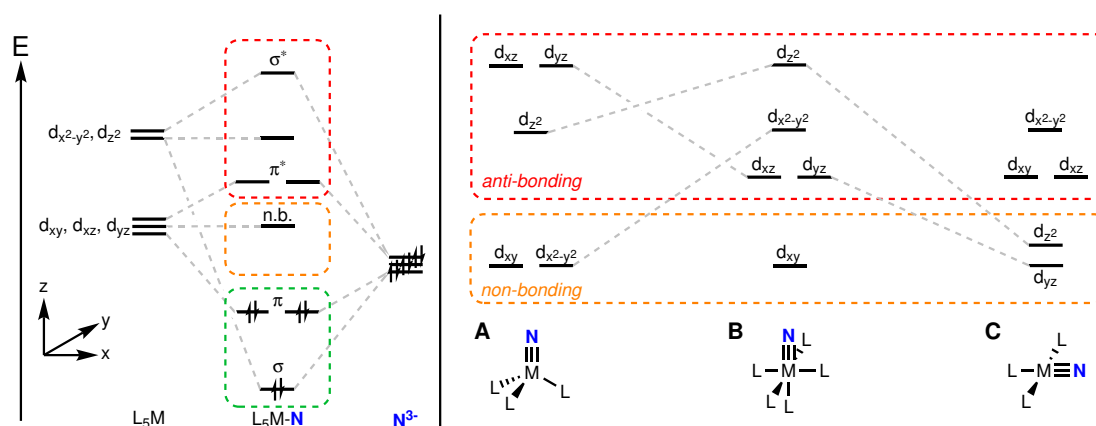 E
σ*
dx²-y², dz²
π*
n.b.
dxy, dxz, dyz
z
y
x
π
σ
L5M
L5M-N
N3-
dxz
dyz
dz²
dz²
dx²-y²
dx²-y²
dxz
dyz
dxy
dxz
anti-bonding
dxy
dx²-y²
dxy
dz²
dyz
non-bonding
A
N
M
L
L
L
B
N
L
L
M
L
L
L
C
L
L
M
N
L